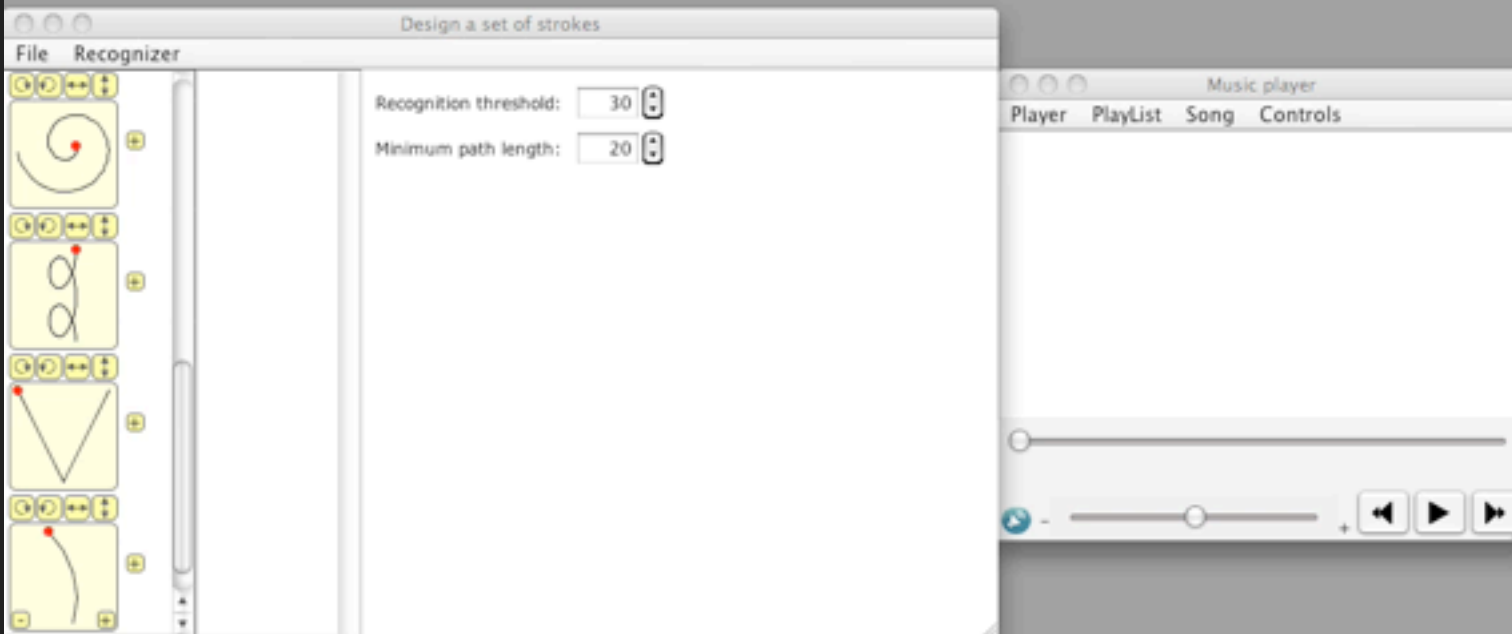 Design a set of strokes
File Recognizer
Recognition threshold: 30
Minimum path length: 20
Music player
Player PlayList Song Controls
- +